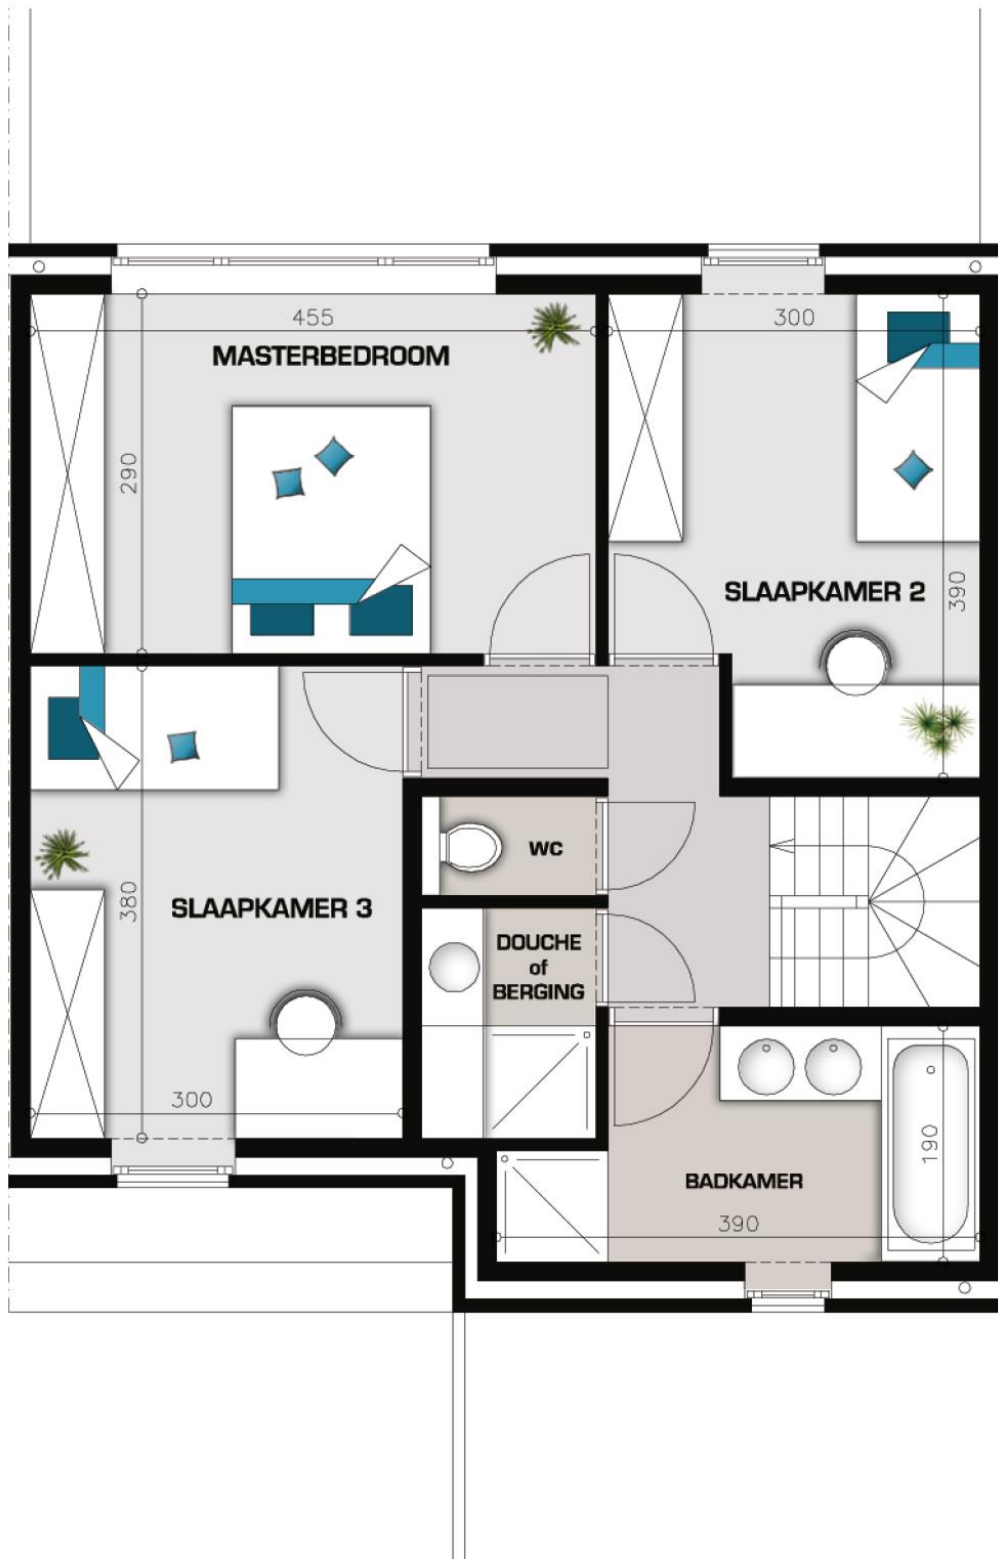 455
MASTERBEDROOM
290
300
SLAAPKAMER 2
390
380
SLAAPKAMER 3
300
WC
DOUCHE
of
BERGING
BADKAMER
390
190